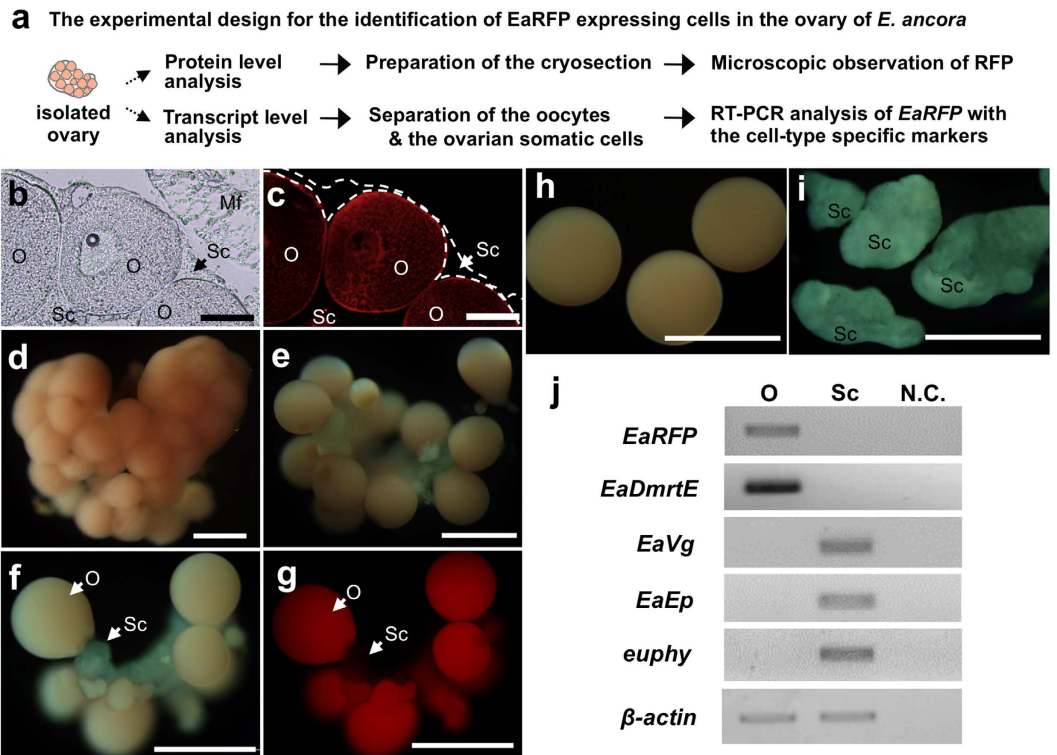 a The experimental design for the identification of EaRFP expressing cells in the ovary of E. ancora
isolated
ovary
Protein level
analysis
Preparation of the cryosection
Microscopic observation of RFP
Transcript level
analysis
Separation of the oocytes
& the ovarian somatic cells
RT-PCR analysis of EaRFP with
the cell-type specific markers
b
Mf
Sc
O
O
O
Sc
c
Sc
O
O
O
Sc
d
e
f
O
Sc
g
O
Sc
h
i
Sc
Sc
Sc
Sc
j
O Sc N.C.
EaRFP
EaDmrtE
EaVg
EaEp
euphy
β-actin